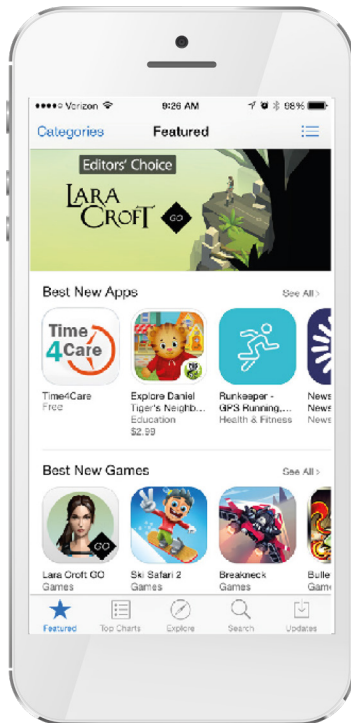 Verizon 9:26 AM 98%
Categories Featured
Editors' Choice
LARA
CROFT GO
Best New Apps See All >
Time
4Care
Time4Care
Free
Explore Daniel
Tiger's Neighb...
Education
$2.99
Runkeeper -
GPS Running,...
Health & Fitness
News
News
News
Best New Games See All >
GO
Lara Croft GO
Games
Ski Safari 2
Games
Breakneck
Games
Bulle
Game
Featured Top Charts Explore Search Updates